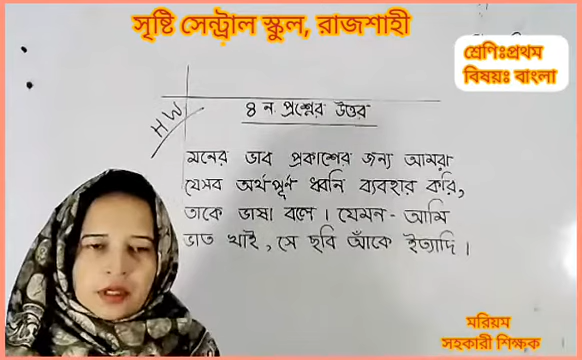 সৃষ্টি সেন্ট্রাল স্কুল, রাজশাহী
শ্রেণিঃপ্রথম
বিষয়ঃ বাংলা
HW
৪ ন প্রশ্নের উত্তর
মনের ভাব প্রকাশের জন্য আমরা
যেসব অর্থপূর্ণ ধ্বনি ব্যবহার করি,
তাকে ভাষা বলে । যেমন - আমি
ভাত খাই, সে ছবি আঁকে ইত্যাদি ।
মরিয়ম
সহকারী শিক্ষক